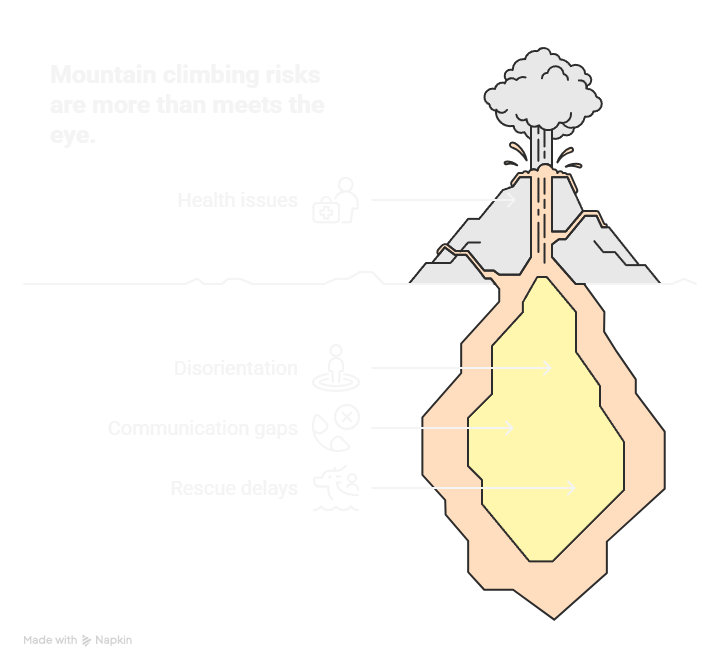 Mountain climbing risks
are more than meets the
eye.
Health issues
Disorientation
Communication gaps
Rescue delays
Made with Napkin